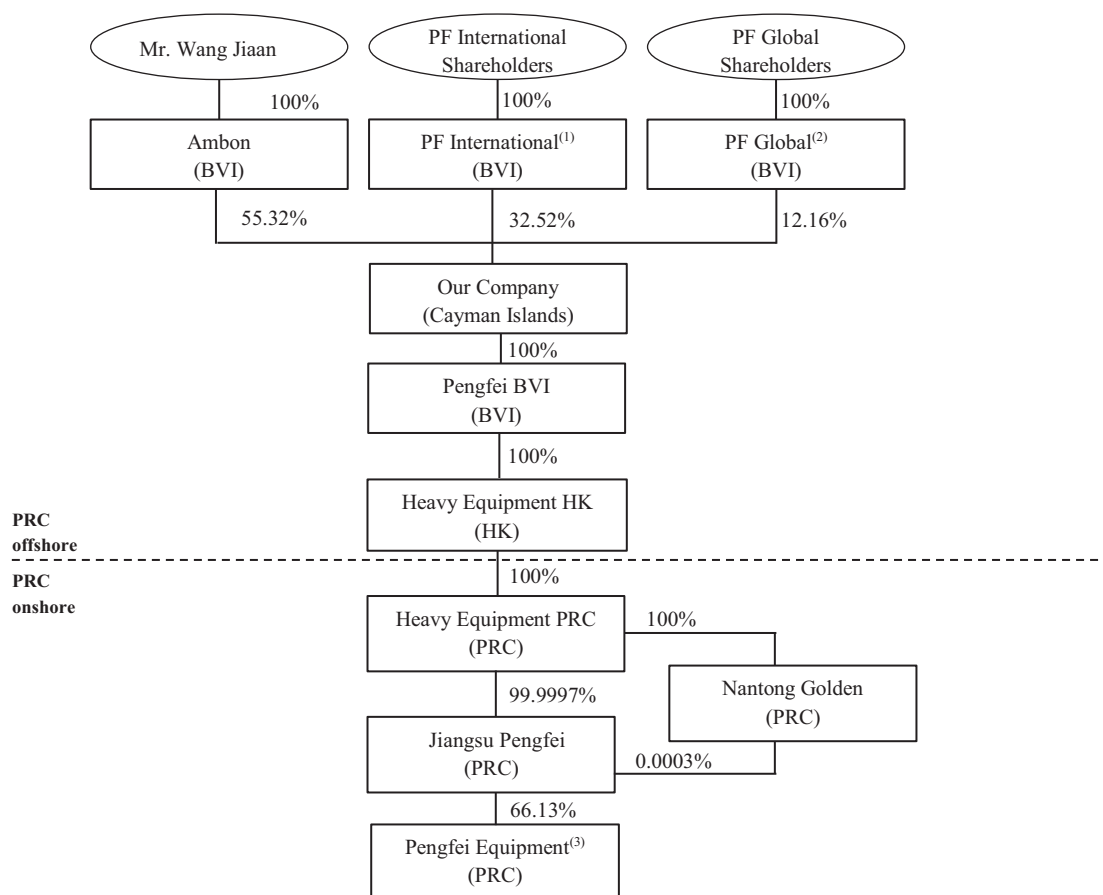 Mr. Wang Jiaan
PF International
Shareholders
PF Global
Shareholders
100%
100%
100%
Ambon
(BVI)
PF International(1)
(BVI)
PF Global(2)
(BVI)
55.32%
32.52%
12.16%
Our Company
(Cayman Islands)
100%
Pengfei BVI
(BVI)
100%
Heavy Equipment HK
(HK)
PRC
offshore
PRC
onshore
100%
Heavy Equipment PRC
(PRC)
100%
Nantong Golden
(PRC)
99.9997%
Jiangsu Pengfei
(PRC)
0.0003%
66.13%
Pengfei Equipment(3)
(PRC)